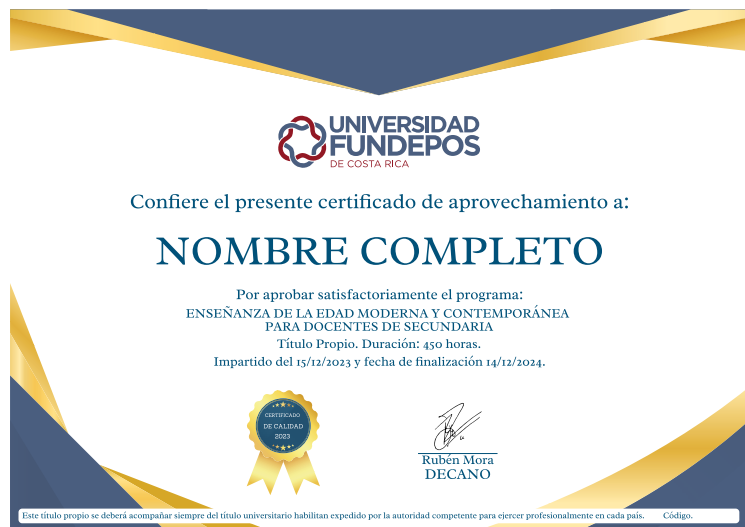 UNIVERSIDAD
FUNDEPOS
DE COSTA RICA
Confiere el presente certificado de aprovechamiento a:
NOMBRE COMPLETO
Por aprobar satisfactoriamente el programa:
ENSEÑANZA DE LA EDAD MODERNA Y CONTEMPORÁNEA
PARA DOCENTES DE SECUNDARIA
Título Propio. Duración: 450 horas.
Impartido del 15/12/2023 y fecha de finalización 14/12/2024.
CERTIFICADO
DE CALIDAD
2023
Rubén Mora
DECANO
Este título propio se deberá acompañar siempre del título universitario habilitan expedido por la autoridad competente para ejercer profesionalmente en cada país. Código.